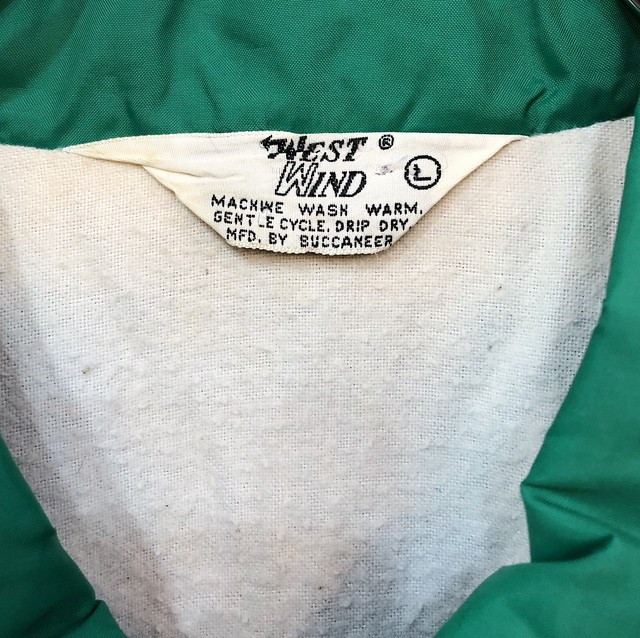 WEST ®
WIND L
MACHINE WASH WARM.
GENTLE CYCLE. DRIP DRY.
MFD. BY BUCCANEER